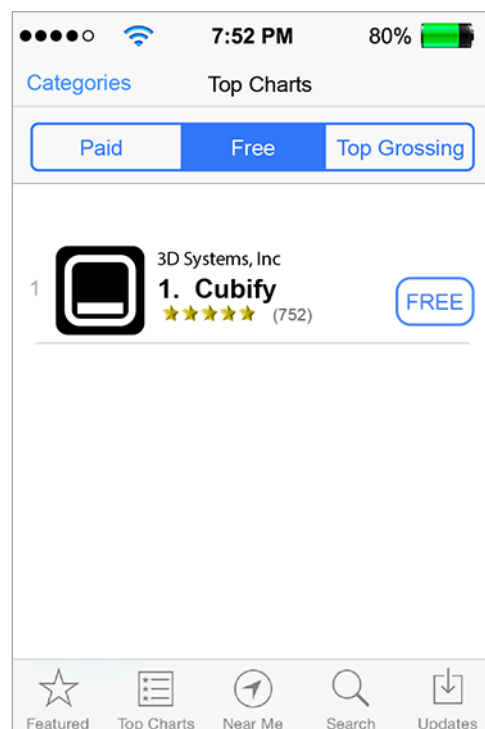 7:52 PM 80%
Categories Top Charts
Paid Free Top Grossing
3D Systems, Inc
1 1. Cubify FREE
(752)
Featured Top Charts Near Me Search Updates